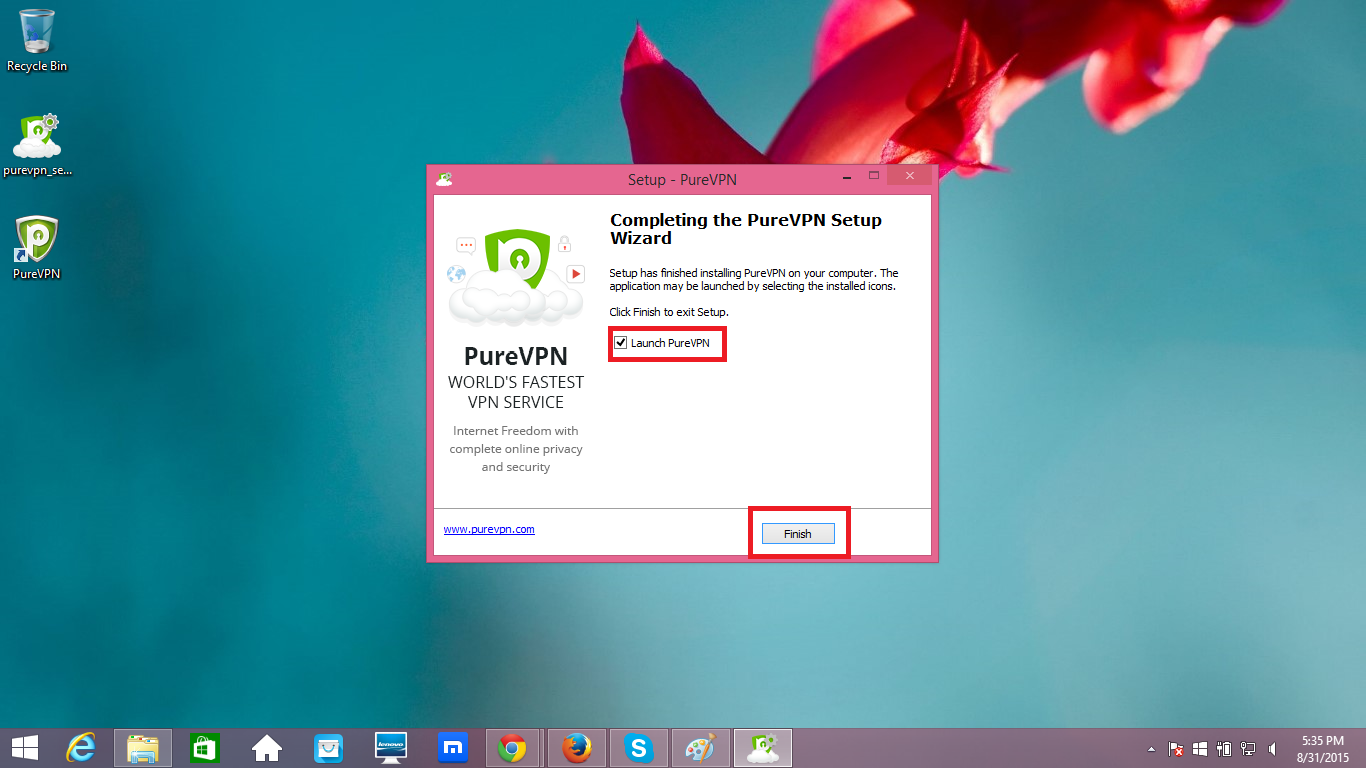 Recycle Bin
purevpn_se...
PureVPN
Setup - PureVPN
PureVPN
WORLD'S FASTEST
VPN SERVICE
Internet Freedom with
complete online privacy
and security
Completing the PureVPN Setup
Wizard
Setup has finished installing PureVPN on your computer. The
application may be launched by selecting the installed icons.
Click Finish to exit Setup.
Launch PureVPN
www.purevpn.com
Finish
lenovo
5:35 PM
8/31/2015